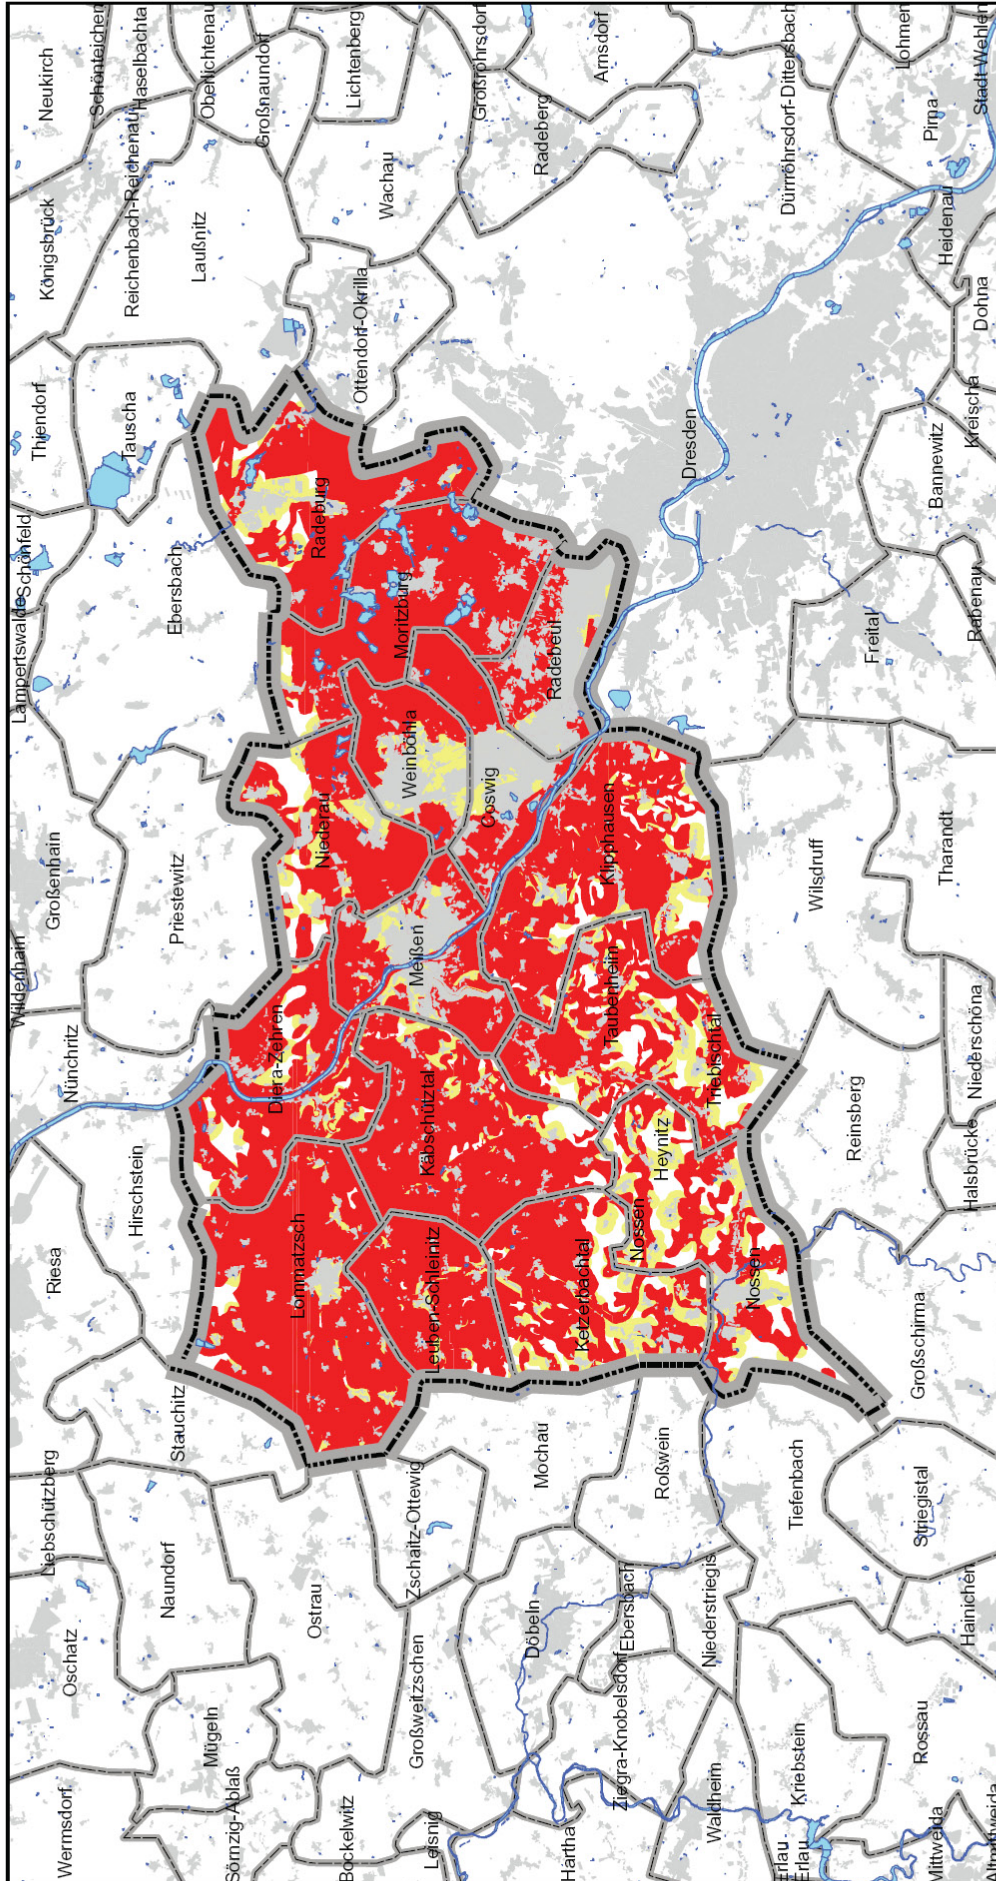 Wildenhain
Lampertswalde
Schönfeld
Liebschützberg
Riesa
Großenhain
Thiendorf
Königsbrück
Neukirch
Wermsdorf
Oschatz
Nünchritz
Schönteichen
Hirschstein
Tauscha
Reichenbach-Reichenau
Haselbachta
Naundorf
Stauchitz
Priestewitz
Ebersbach
Laußnitz
Oberlichtenau
Mügeln
Sörnzig-Ablaß
Großnaundorf
Ostrau
Lommatzsch
Diera-Zehren
Niederau
Radeburg
Ottendorf-Okrilla
Lichtenberg
Bockelwitz
Wachau
Moritzburg
Großweitzschen
Zschaitz-Ottewig
Leuben-Schleinitz
Käbschütztal
Meißen
Weinböhla
Leisnig
Coswig
Großröhrsdorf
Döbeln
Mochau
Radebeul
Radeberg
Hartha
Ketzerbachtal
Taubenheim
Klipphausen
Arnsdorf
Ziegra-Knobelsdorf
Ebersbach
Nossen
Heynitz
Roßwein
Dresden
Waldheim
Niederstriegis
Triebischtal
Nossen
Erlau
Erlau
Kriebstein
Tiefenbach
Wilsdruff
Dürrröhrsdorf-Dittersbach
Reinsberg
Freital
Rossau
Striegistal
Großschirma
Bannewitz
Lohmen
Pirna
Mittweida
Tharandt
Heidenau
Hainichen
Halsbrücke
Niederschöna
Rabenau
Kreischa
Dohna
Stadt Wehlen
Altmittweida